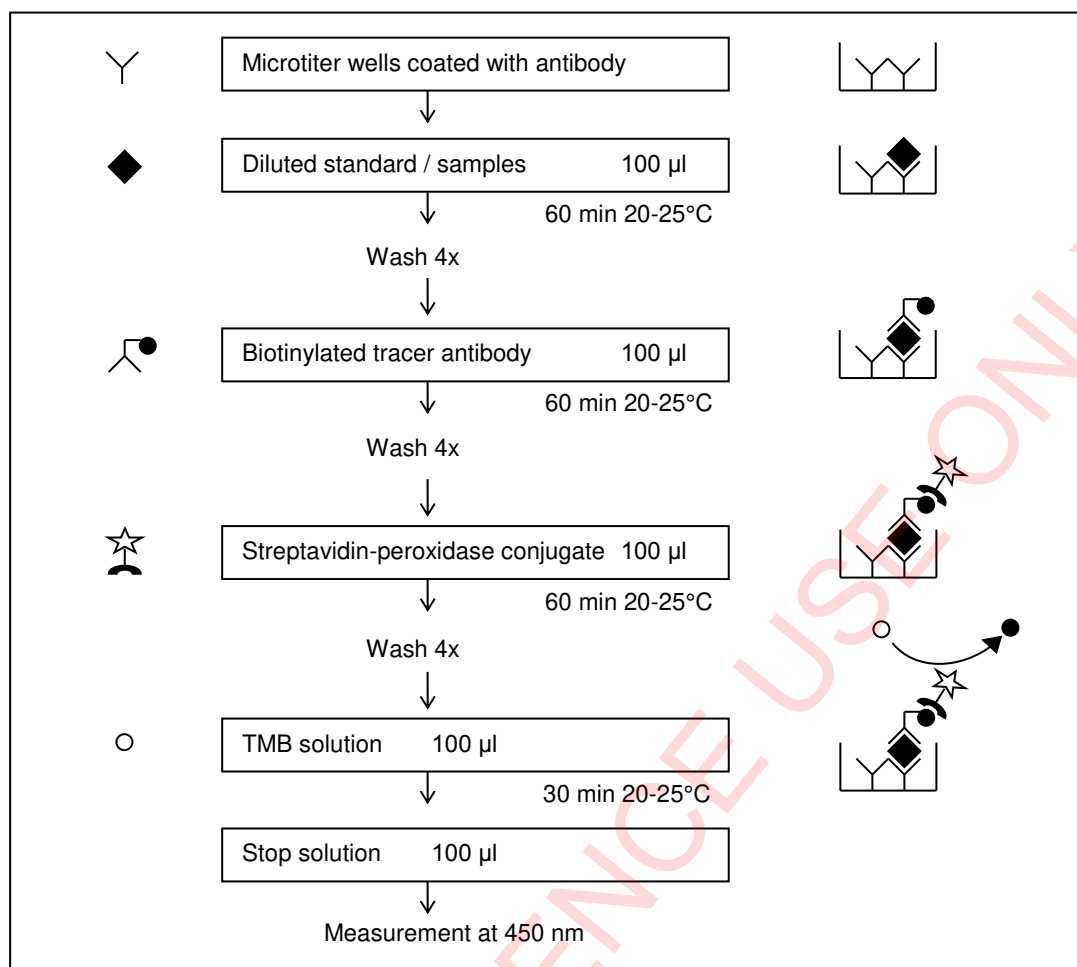 Microtiter wells coated with antibody
Diluted standard / samples 100 µl
60 min 20-25°C
Wash 4x
Biotinylated tracer antibody 100 µl
60 min 20-25°C
Wash 4x
Streptavidin-peroxidase conjugate 100 µl
60 min 20-25°C
Wash 4x
TMB solution 100 µl
30 min 20-25°C
Stop solution 100 µl
Measurement at 450 nm
USE